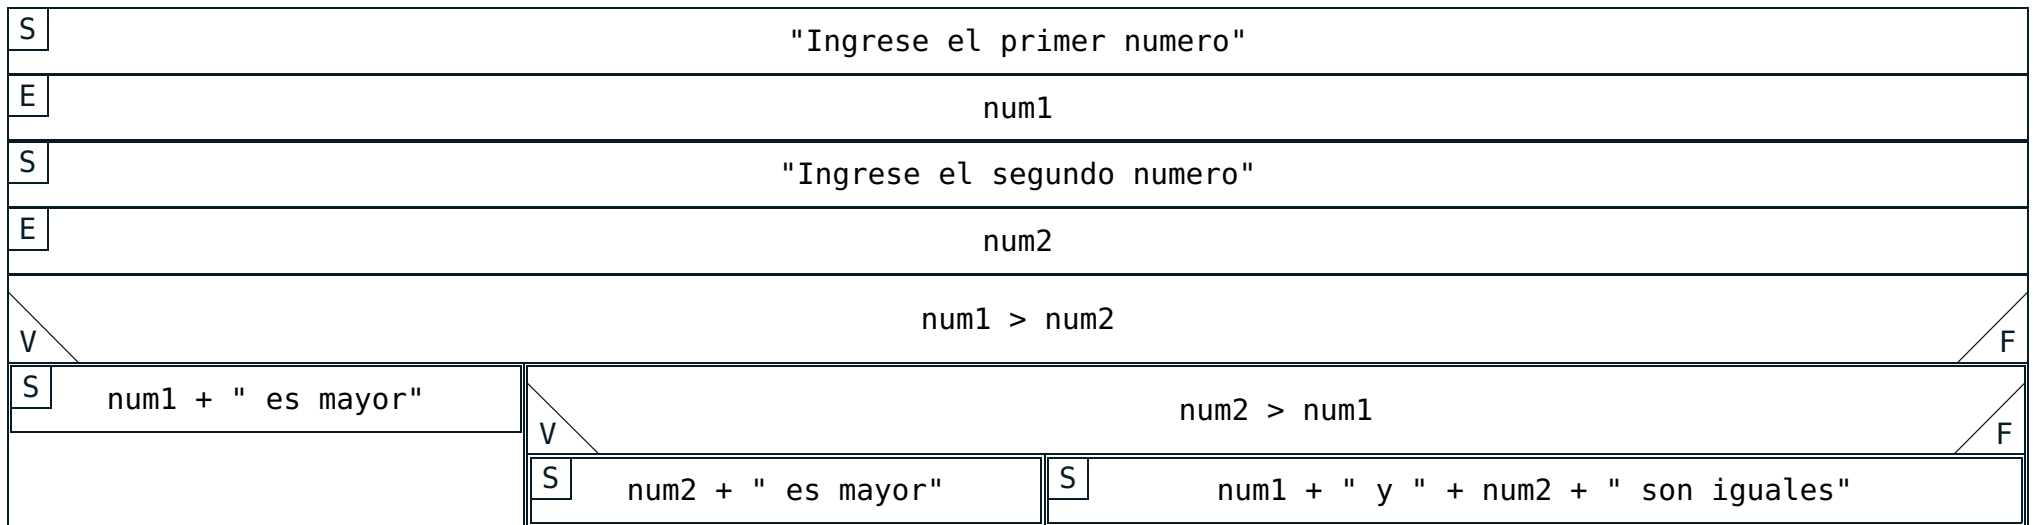 S
"Ingrese el primer numero"
E
num1
S
"Ingrese el segundo numero"
E
num2
num1 > num2
V
F
S
num1 + " es mayor"
num2 > num1
V
F
S
num2 + " es mayor"
S
num1 + " y " + num2 + " son iguales"